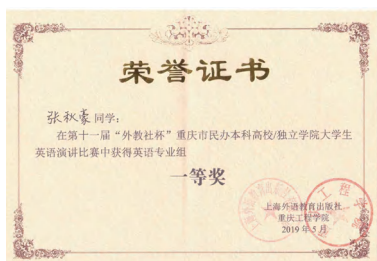 荣誉证书
张秋豪同学：
在第十一届“外教社杯”重庆市民办本科高校/独立学院大学生
英语演讲比赛中获得英语专业组
一等奖
上海外语教育出版社
重庆工程学院
2019年5月